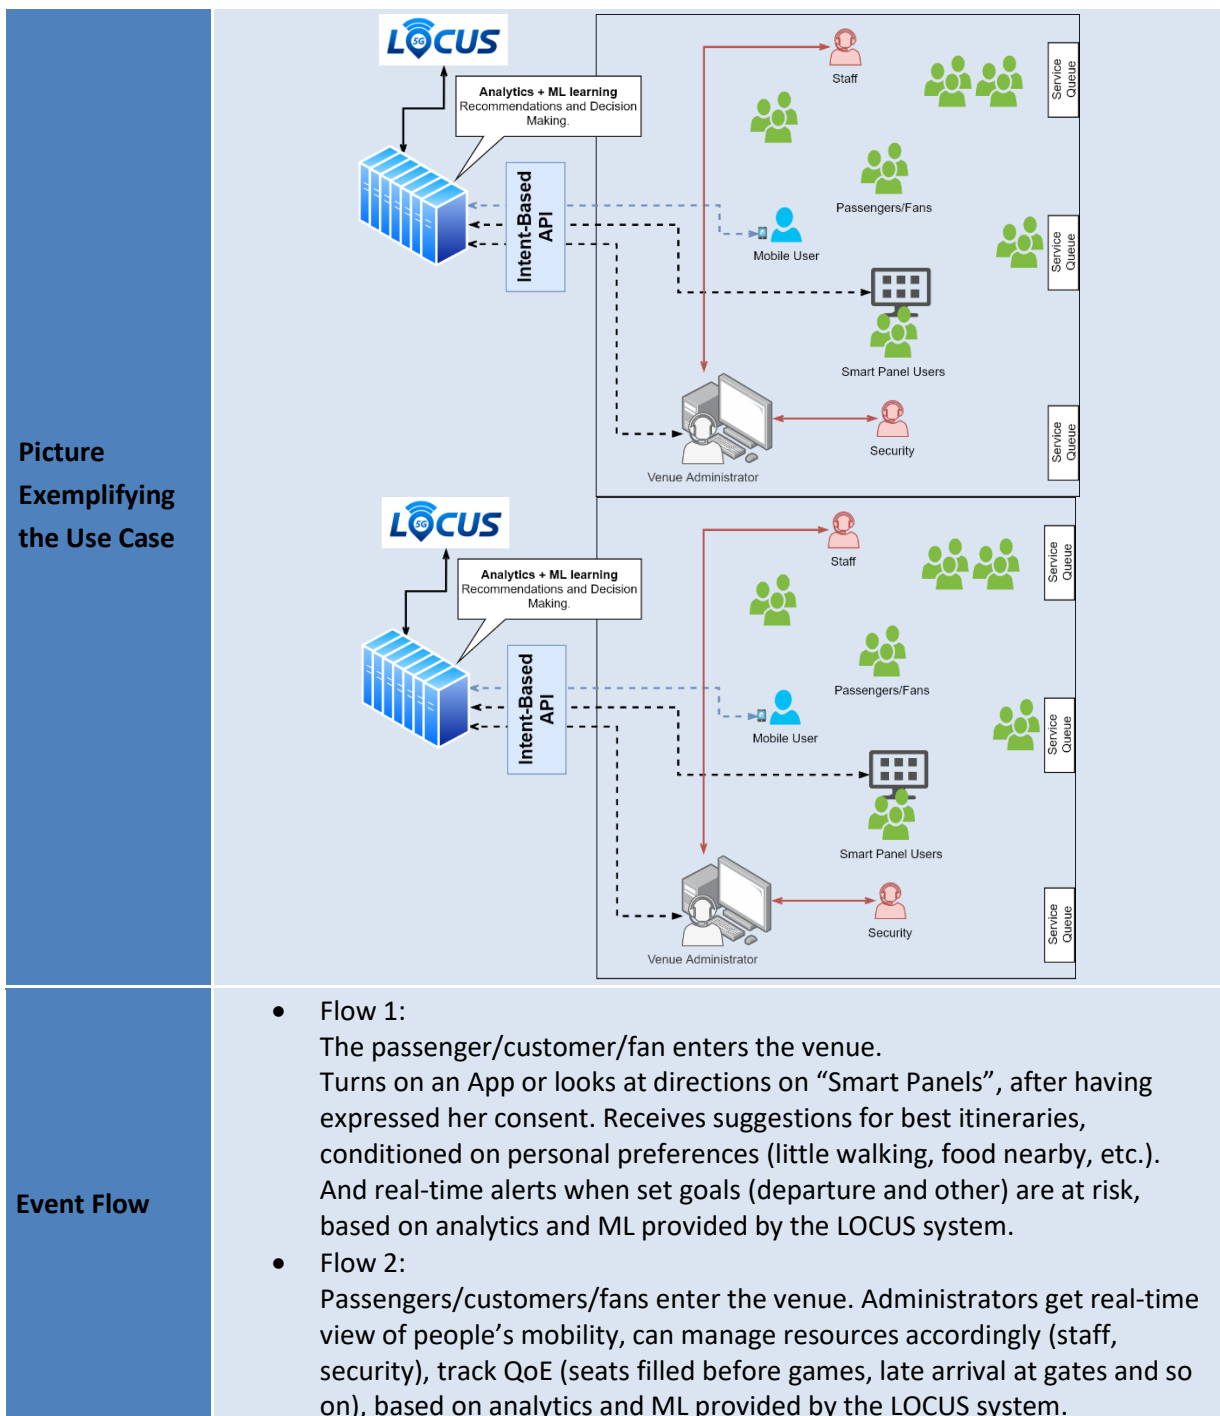 Picture
Exemplifying
the Use Case
LOCUS
5G
Analytics + ML learning
Recommendations and Decision
Making.
Intent-Based
API
Staff
Service
Queue
Passengers/Fans
Mobile User
Service
Queue
Smart Panel Users
Security
Service
Queue
Venue Administrator
LOCUS
5G
Analytics + ML learning
Recommendations and Decision
Making.
Intent-Based
API
Staff
Service
Queue
Passengers/Fans
Mobile User
Service
Queue
Smart Panel Users
Security
Service
Queue
Venue Administrator
Event Flow
• Flow 1:
The passenger/customer/fan enters the venue.
Turns on an App or looks at directions on “Smart Panels”, after having
expressed her consent. Receives suggestions for best itineraries,
conditioned on personal preferences (little walking, food nearby, etc.).
And real-time alerts when set goals (departure and other) are at risk,
based on analytics and ML provided by the LOCUS system.
• Flow 2:
Passengers/customers/fans enter the venue. Administrators get real-time
view of people’s mobility, can manage resources accordingly (staff,
security), track QoE (seats filled before games, late arrival at gates and so
on), based on analytics and ML provided by the LOCUS system.